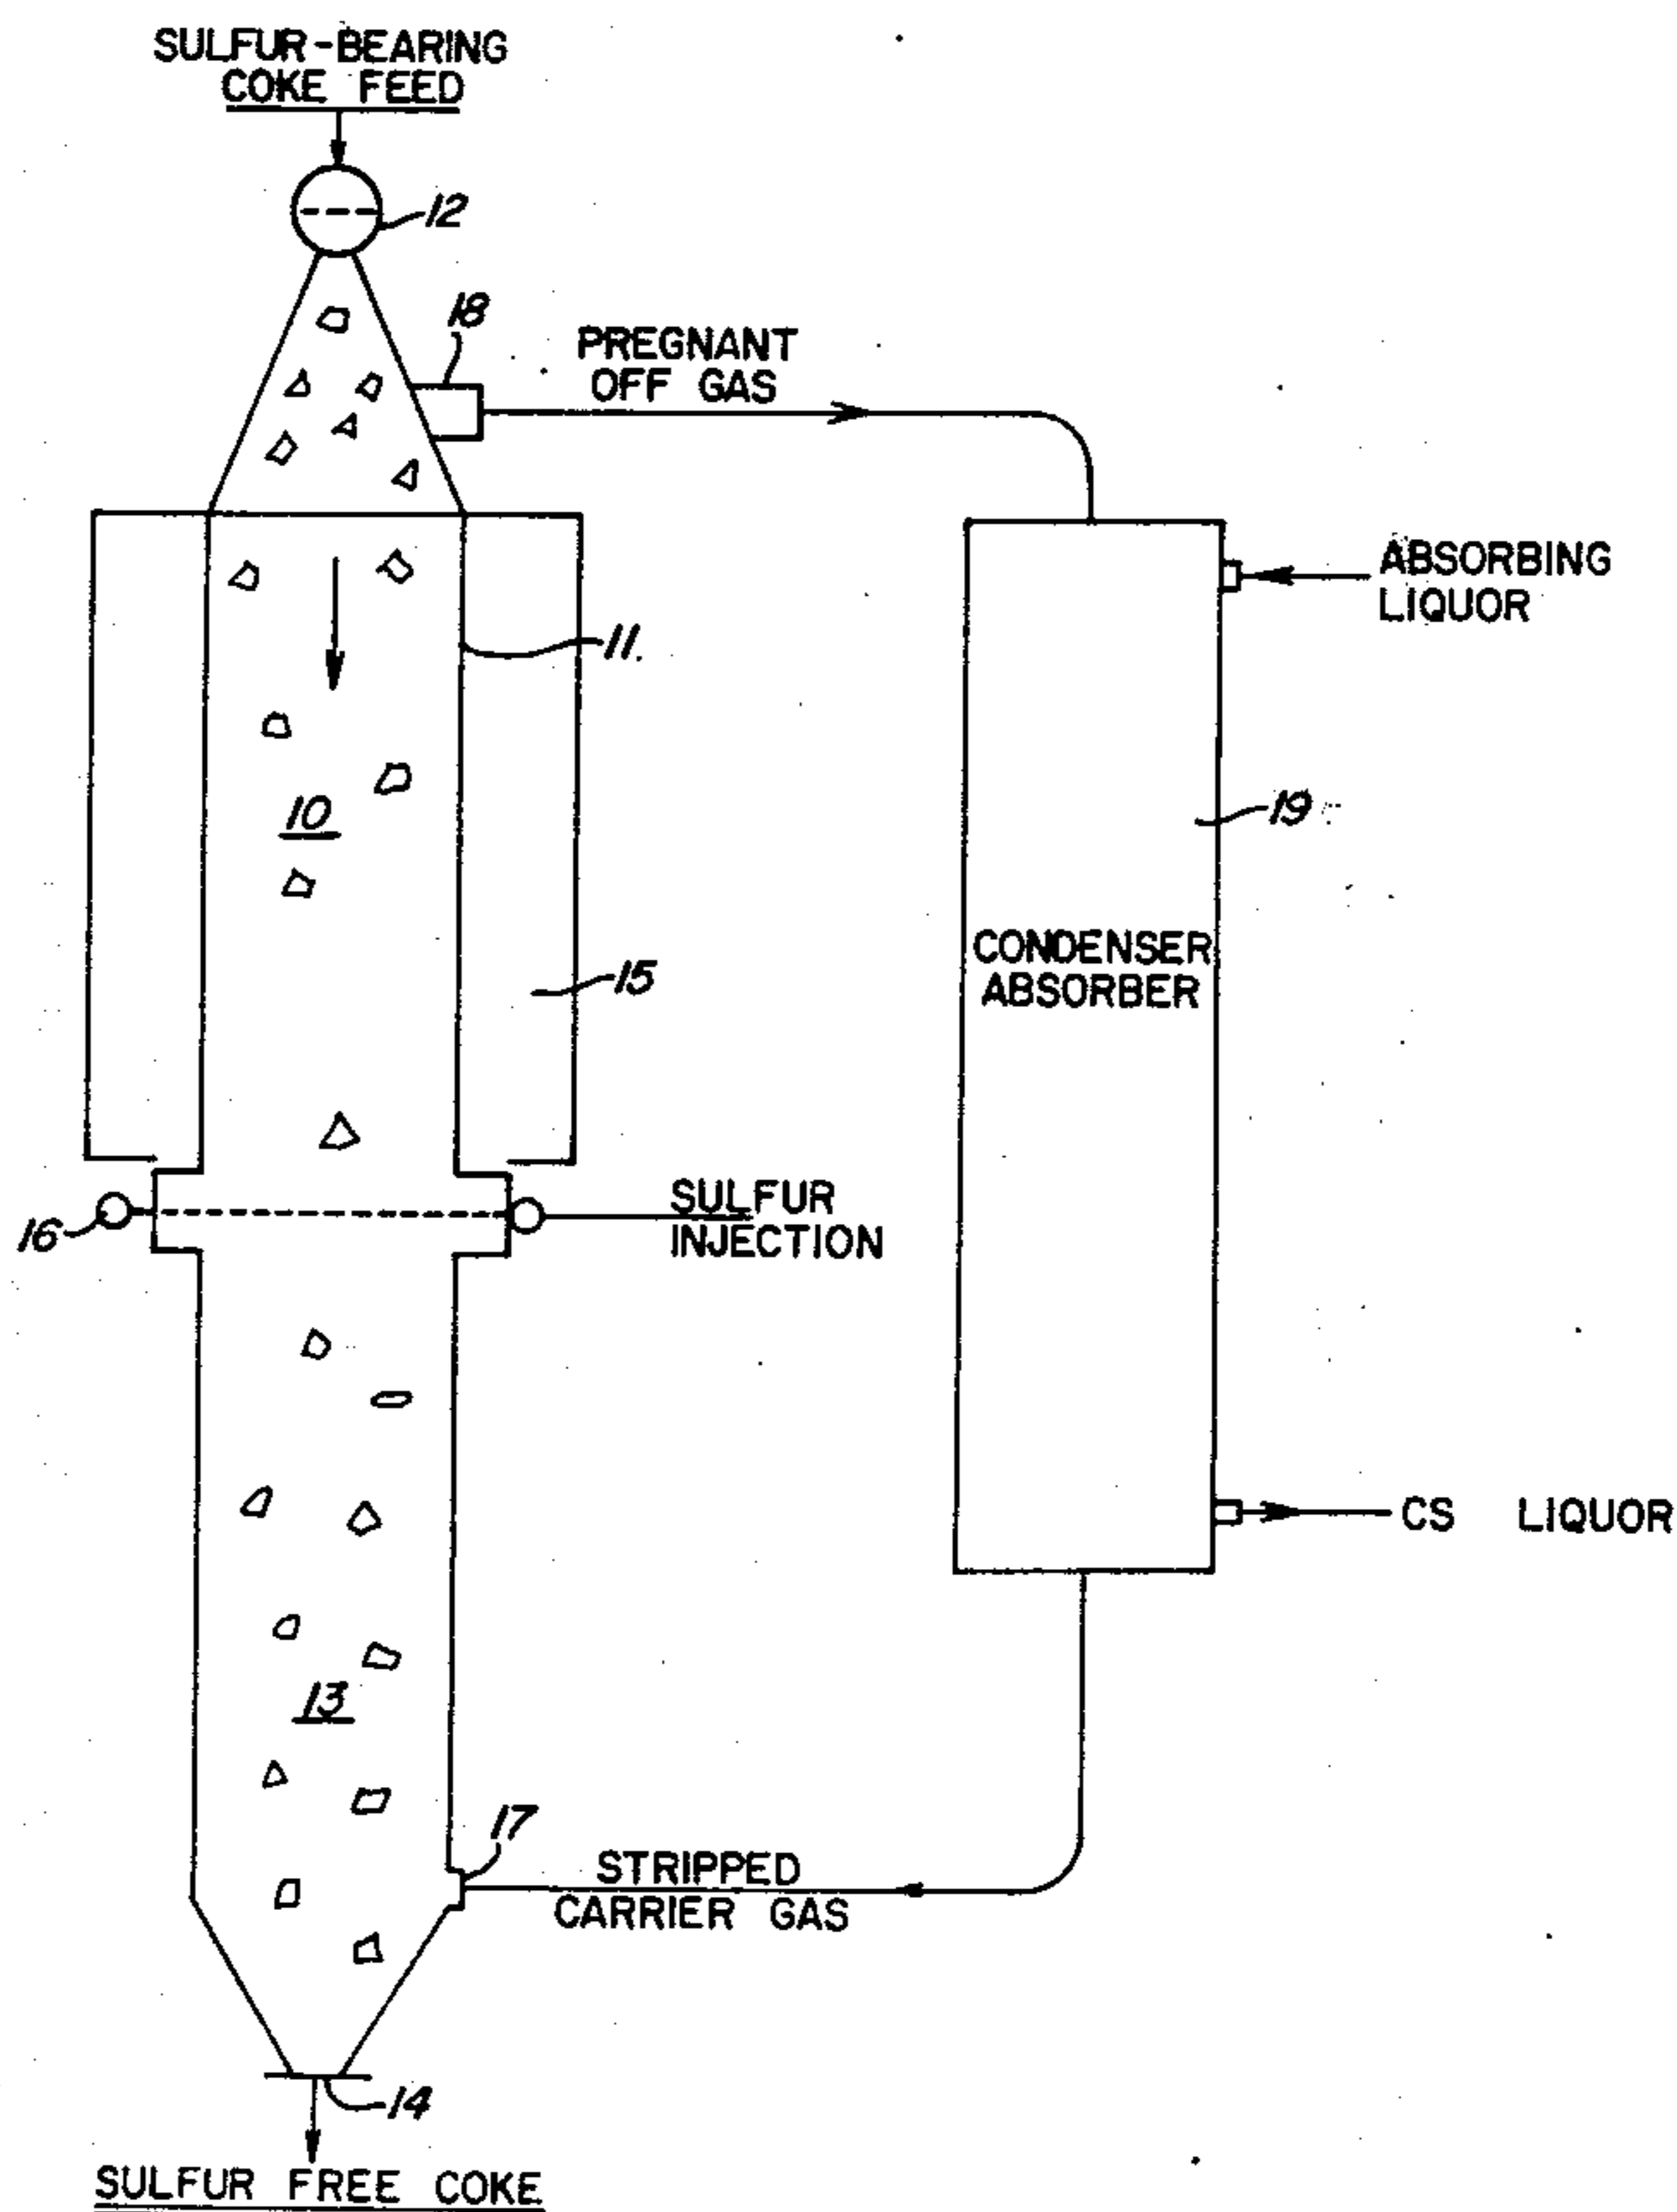 SULFUR-BEARING
COKE FEED
12
18
PREGNANT
OFF GAS
ABSORBING
LIQUOR
11.
10
19
CONDENSER
ABSORBER
15
SULFUR
INJECTION
16
CS LIQUOR
13
17
STRIPPED
CARRIER GAS
14
SULFUR FREE COKE